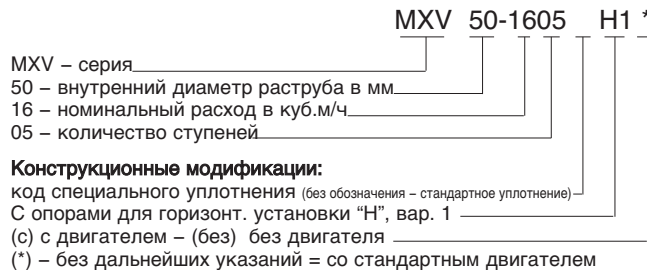 MXV 50-1605 H1 *
MXV – серия
50 – внутренний диаметр раструба в мм
16 – номинальный расход в куб.м/ч
05 – количество ступеней
Конструкционные модификации:
код специального уплотнения (без обозначения – стандартное уплотнение)
С опорами для горизонт. установки “H”, вар. 1
(с) с двигателем – (без) без двигателя
(*) – без дальнейших указаний = со стандартным двигателем